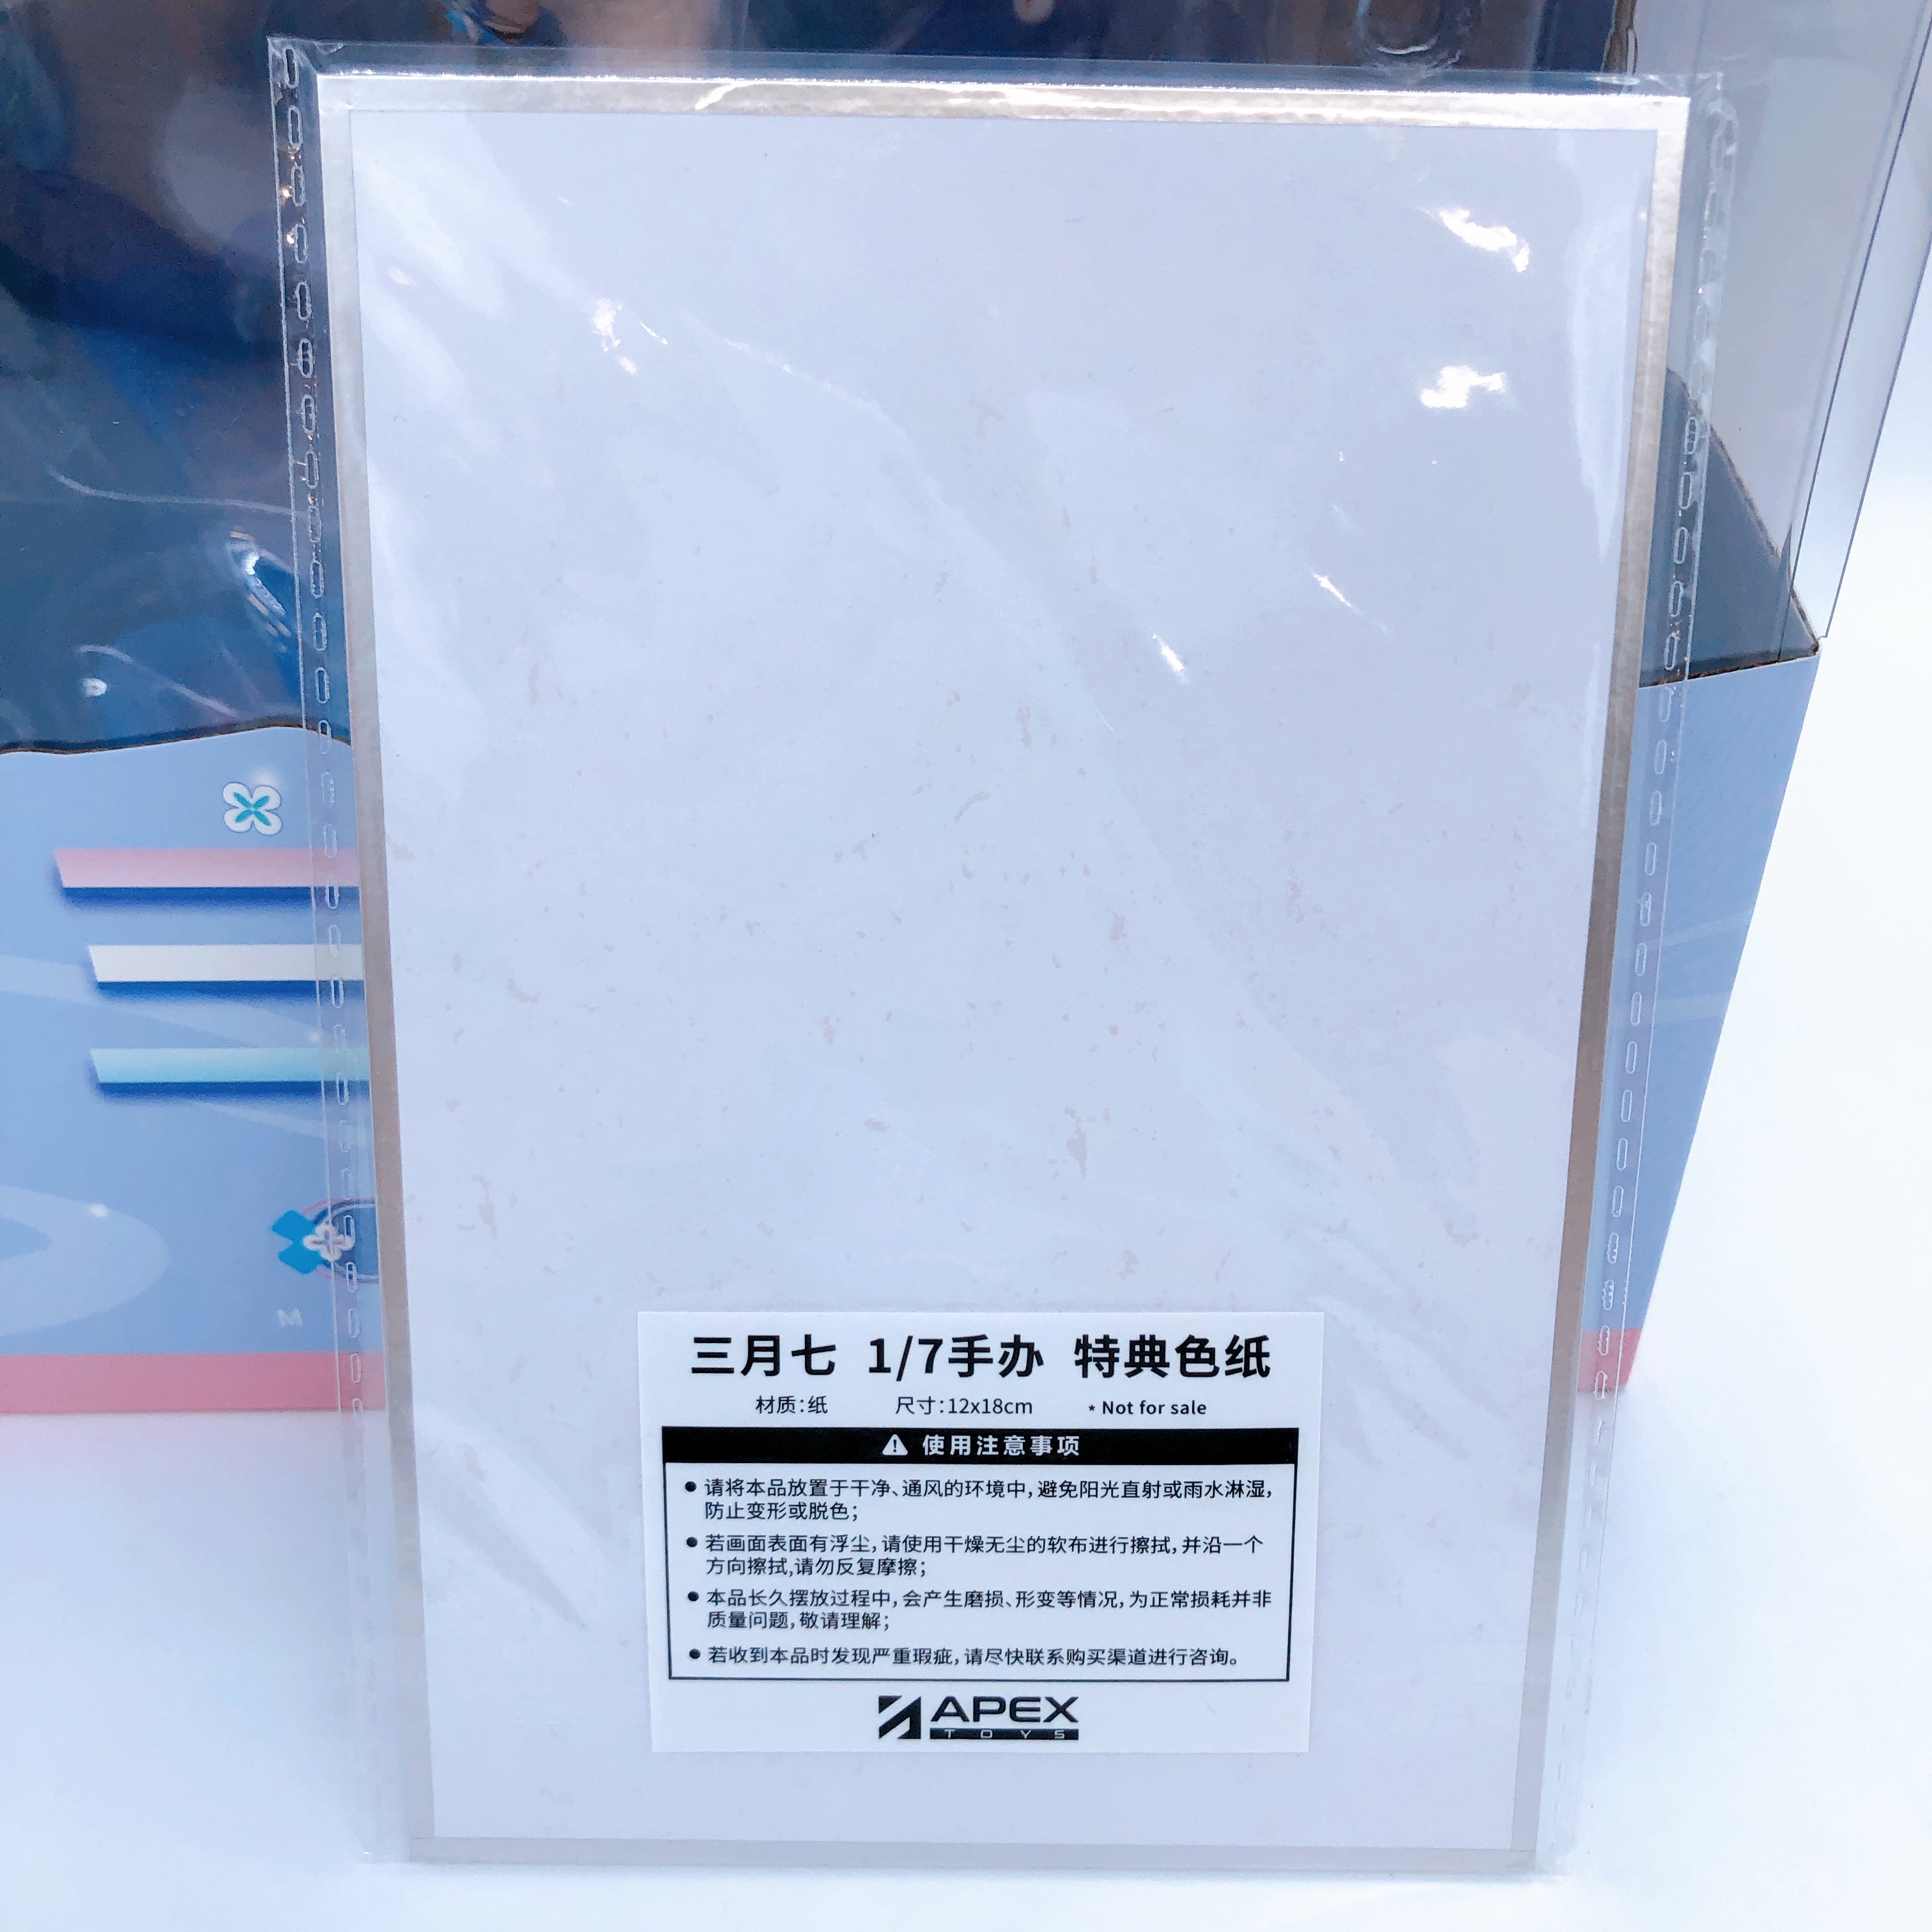 三月七 1/7手办 特典色纸
材质:纸 尺寸:12x18cm * Not for sale
使用注意事项
● 请将本品放置于干净、通风的环境中,避免阳光直射或雨水淋湿,
防止变形或脱色;
● 若画面表面有浮尘,请使用干燥无尘的软布进行擦拭,并沿一个
方向擦拭,请勿反复摩擦;
● 本品长久摆放过程中,会产生磨损、形变等情况,为正常损耗并非
质量问题,敬请理解;
● 若收到本品时发现严重瑕疵,请尽快联系购买渠道进行咨询。
APEX
TOYS
M